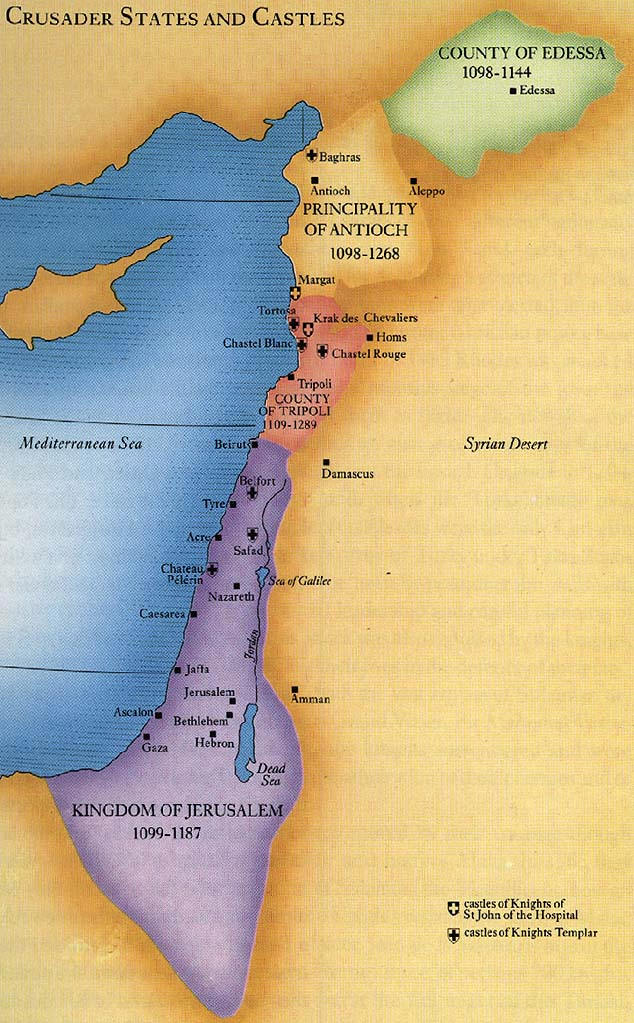 CRUSADER STATES AND CASTLES
COUNTY OF EDESSA
1098-1144
Edessa
Baghras
Antioch
Aleppo
PRINCIPALITY
OF ANTIOCH
1098-1268
Margat
Tortosa
Krak des Chevaliers
Homs
Chastel Blanc
Chastel Rouge
Tripoli
COUNTY
OF TRIPOLI
1109-1289
Mediterranean Sea
Beirut
Syrian Desert
Damascus
Belfort
Tyre
Acre
Safad
Chateau
Pélérin
Sea of Galilee
Nazareth
Caesarea
Jordan
Jaffa
Jerusalem
Amman
Ascalon
Bethlehem
Gaza
Hebron
Dead
Sea
KINGDOM OF JERUSALEM
1099-1187
castles of Knights of
St John of the Hospital
castles of Knights Templar